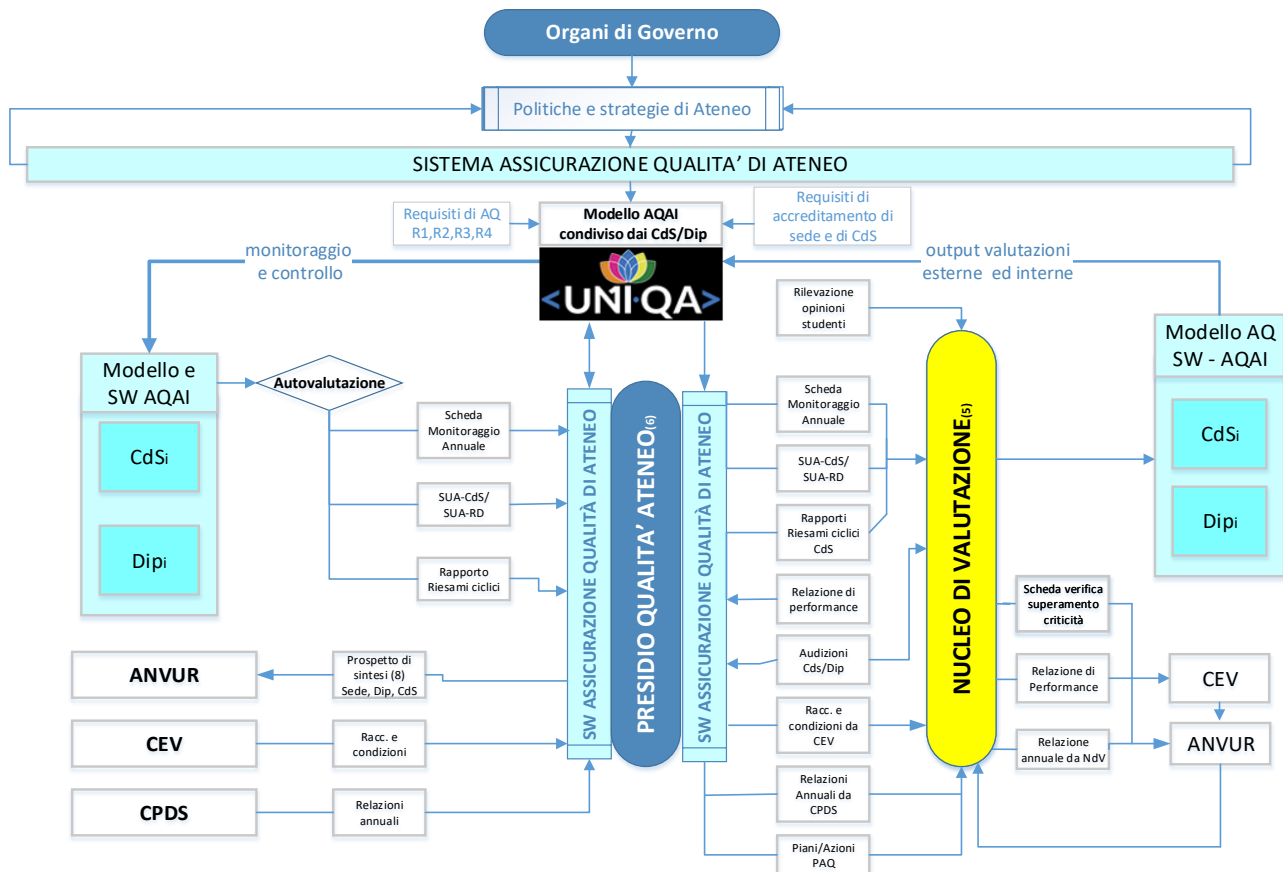 Organi di Governo
Politiche e strategie di Ateneo
SISTEMA ASSICURAZIONE QUALITA’ DI ATENEO
Requisiti di AQ
R1,R2,R3,R4
Modello AQAI
condiviso dai CdS/Dip
Requisiti di
accreditamento di
sede e di CdS
monitoraggio
e controllo
<UNI·QA>
output valutazioni
esterne ed interne
Modello e
SW AQAI
CdSi
Dipi
Autovalutazione
Scheda
Monitoraggio
Annuale
SUA-CdS/
SUA-RD
Rapporto
Riesami ciclici
ANVUR
Prospetto di
sintesi (8)
Sede, Dip, CdS
CEV
Racc. e
condizioni
CPDS
Relazioni
annuali
SW ASSICURAZIONE QUALITÀ DI ATENEO
PRESIDIO QUALITA’ ATENEO(6)
SW ASSICURAZIONE QUALITÀ DI ATENEO
Rilevazione
opinioni
studenti
Scheda
Monitoraggio
Annuale
SUA-CdS/
SUA-RD
Rapporti
Riesami ciclici
CdS
Relazione di
performance
Audizioni
Cds/Dip
Racc. e
condizioni da
CEV
Relazioni
Annuali da
CPDS
Piani/Azioni
PAQ
NUCLEO DI VALUTAZIONE(5)
Modello AQ
SW - AQAI
CdSi
Dipi
Scheda verifica
superamento
criticità
Relazione di
Performance
Relazione
annuale da NdV
CEV
ANVUR